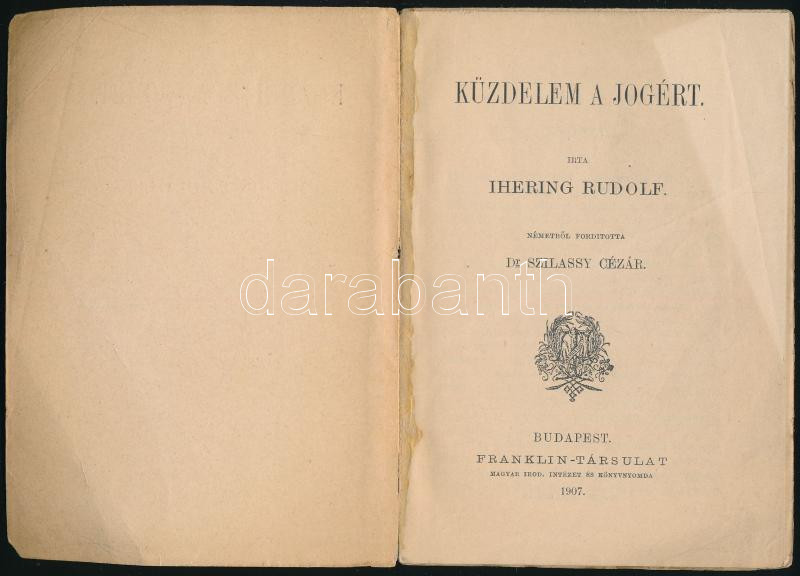 KÜZDELEM A JOGÉRT.
IRTA
IHERING RUDOLF.
NÉMETBŐL FORDITOTTA
Dr SZILASSY CÉZÁR.
darabanth
BUDAPEST.
FRANKLIN-TÁRSULAT
MAGYAR IROD. INTÉZET ÉS KÖNYVNYOMDA
1907.